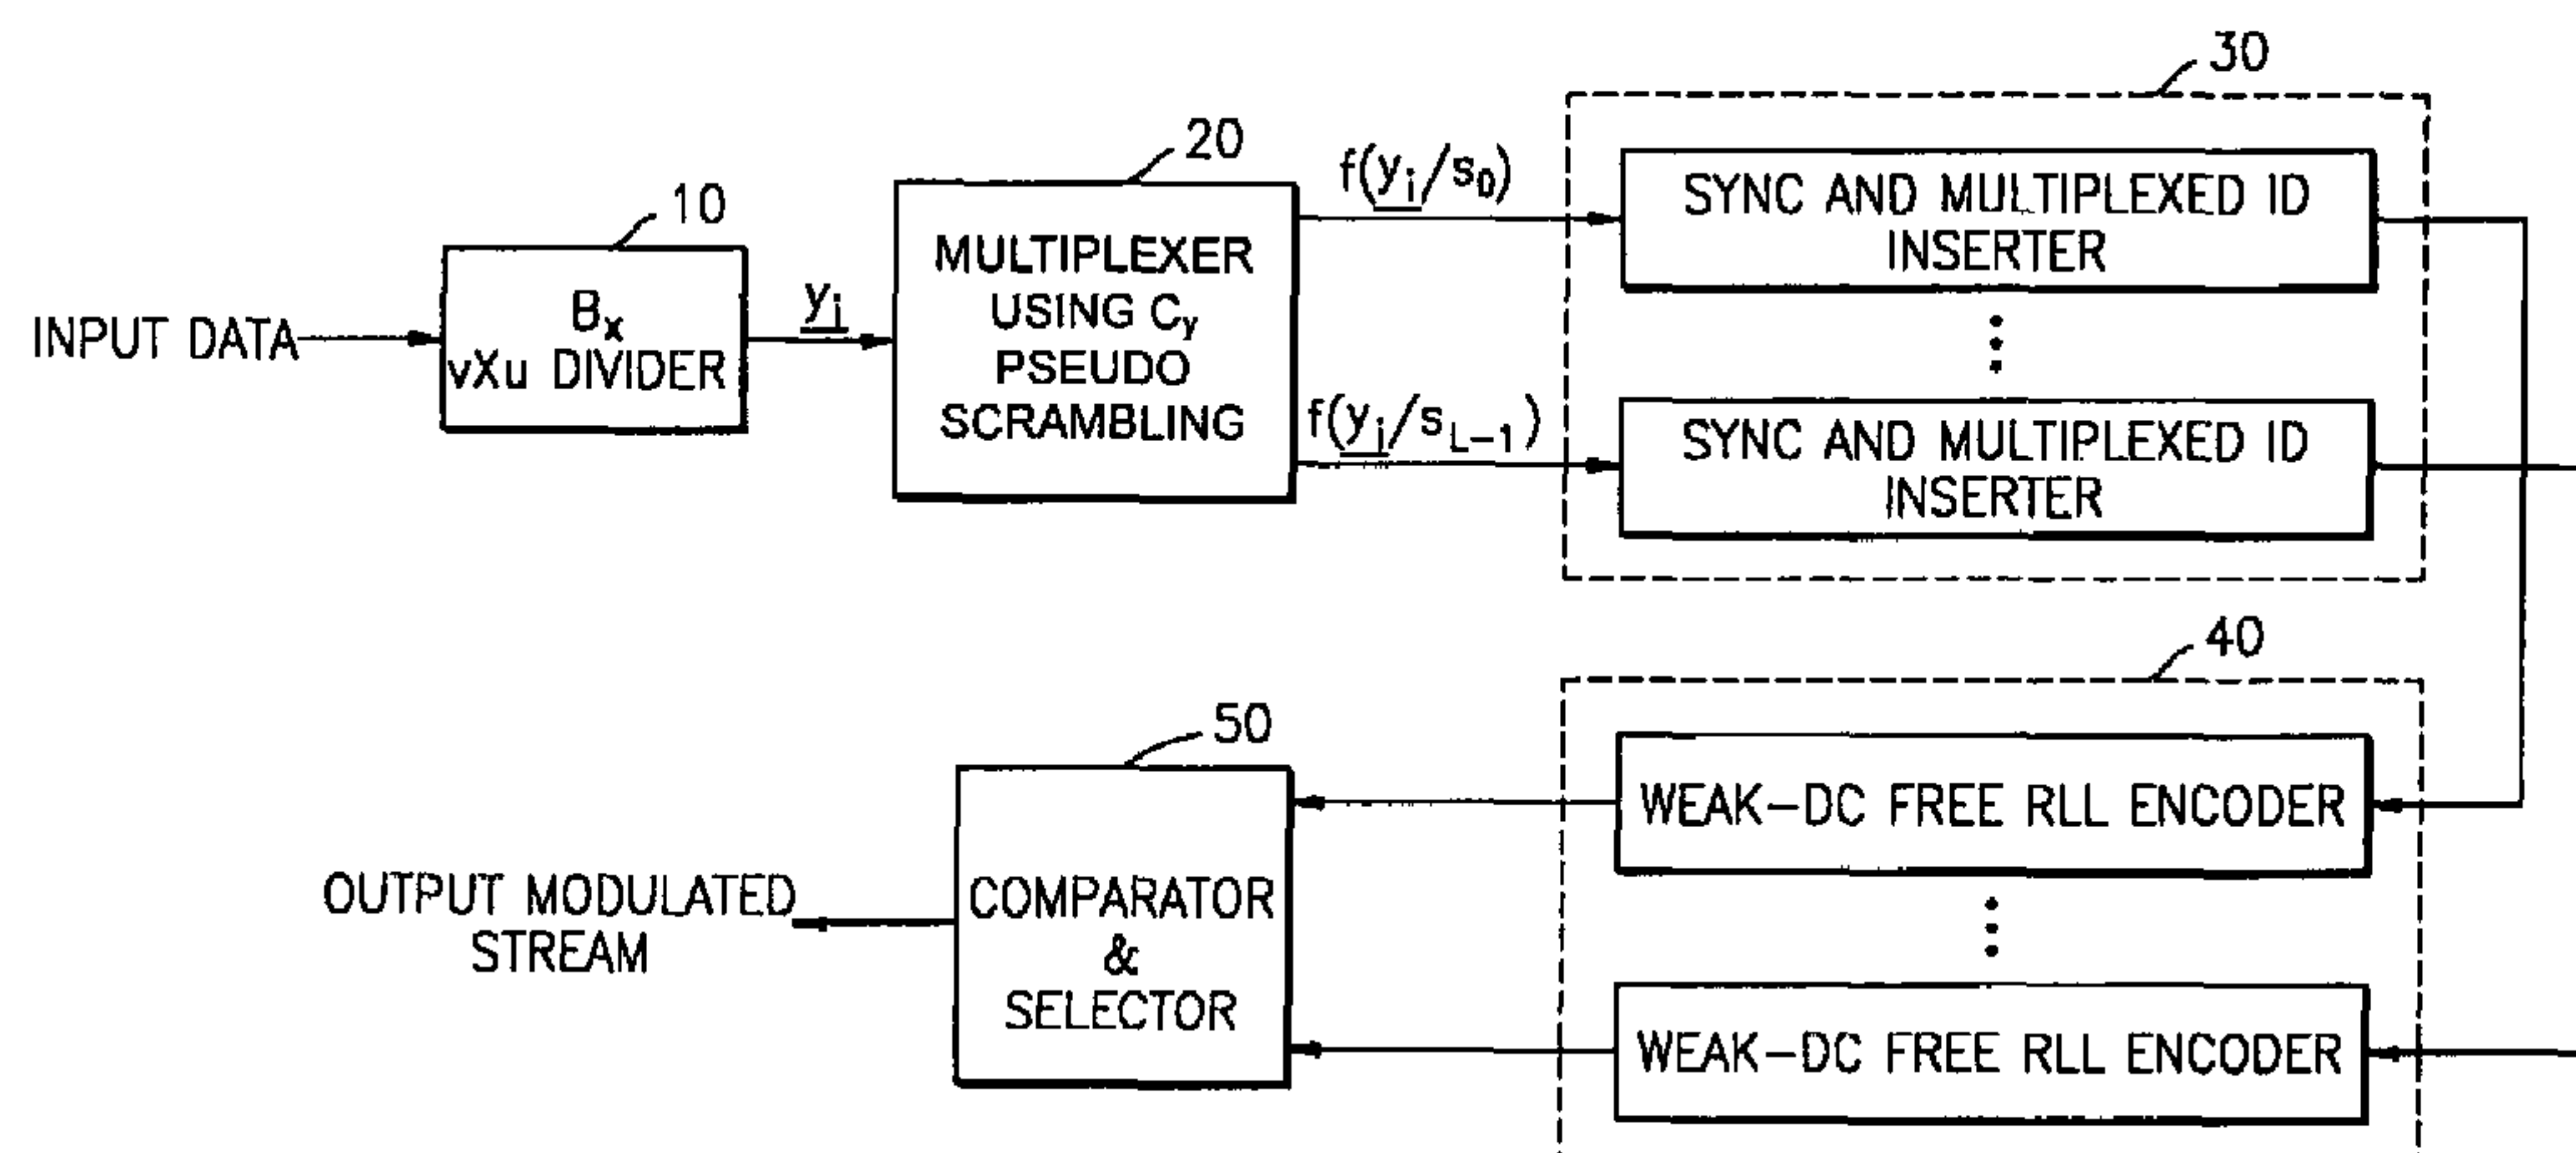 30
20
f(y_i/s_0)
SYNC AND MULTIPLEXED ID
INSERTER
10
INPUT DATA
B_x
vXu DIVIDER
y_i
MULTIPLEXER
USING C_y
PSEUDO
SCRAMBLING
f(y_i/s_{L-1})
SYNC AND MULTIPLEXED ID
INSERTER
40
50
WEAK-DC FREE RLL ENCODER
OUTPUT MODULATED
STREAM
COMPARATOR
&
SELECTOR
WEAK-DC FREE RLL ENCODER